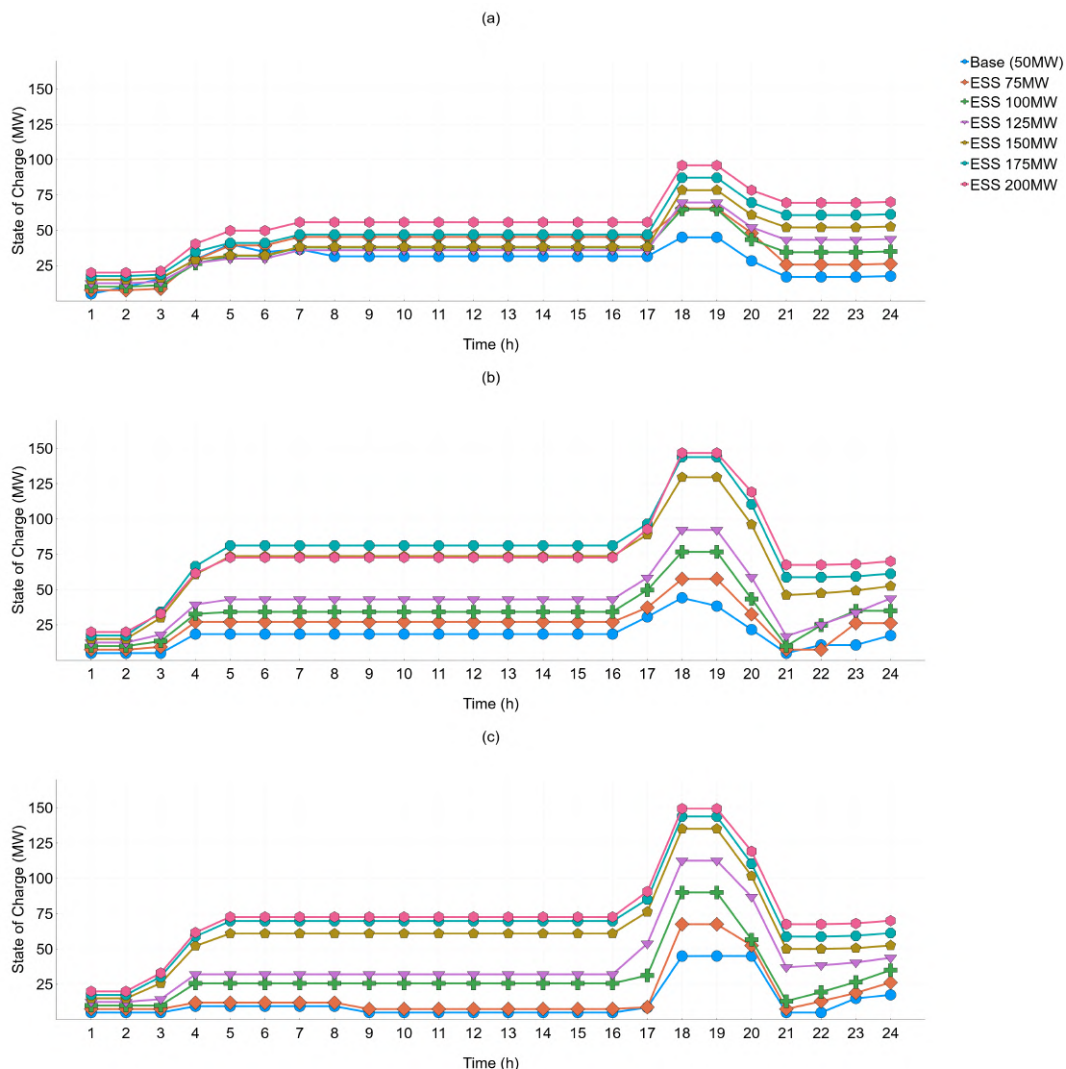 (a)
150
125
100
75
50
25
State of Charge (MW)
1 2 3 4 5 6 7 8 9 10 11 12 13 14 15 16 17 18 19 20 21 22 23 24
Time (h)
Base (50MW)
ESS 75MW
ESS 100MW
ESS 125MW
ESS 150MW
ESS 175MW
ESS 200MW
(b)
150
125
100
75
50
25
State of Charge (MW)
1 2 3 4 5 6 7 8 9 10 11 12 13 14 15 16 17 18 19 20 21 22 23 24
Time (h)
(c)
150
125
100
75
50
25
State of Charge (MW)
1 2 3 4 5 6 7 8 9 10 11 12 13 14 15 16 17 18 19 20 21 22 23 24
Time (h)